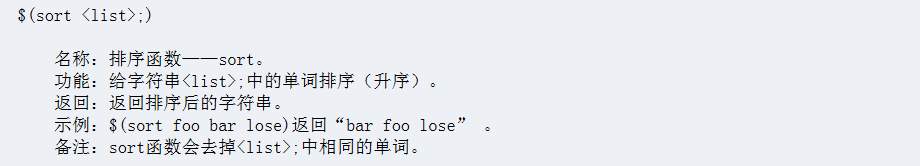 $(sort <list>;)
名称：排序函数——sort。
功能：给字符串<list>;中的单词排序（升序）。
返回：返回排序后的字符串。
示例：$(sort foo bar lose)返回“bar foo lose” 。
备注：sort函数会去掉<list>;中相同的单词。